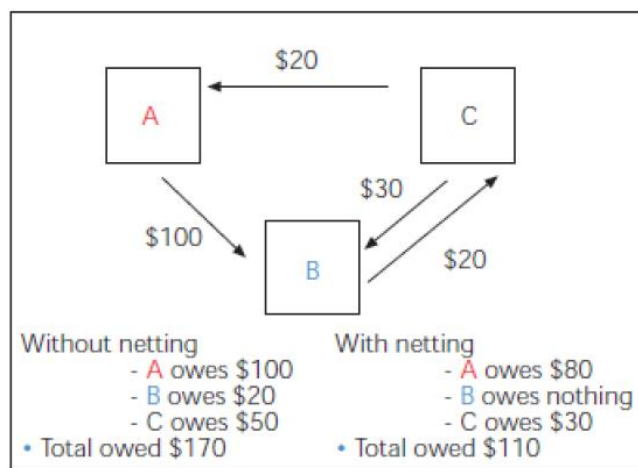 $20
A
C
$30
$100
B
$20
Without netting
- A owes $100
- B owes $20
- C owes $50
• Total owed $170
With netting
- A owes $80
- B owes nothing
- C owes $30
• Total owed $110